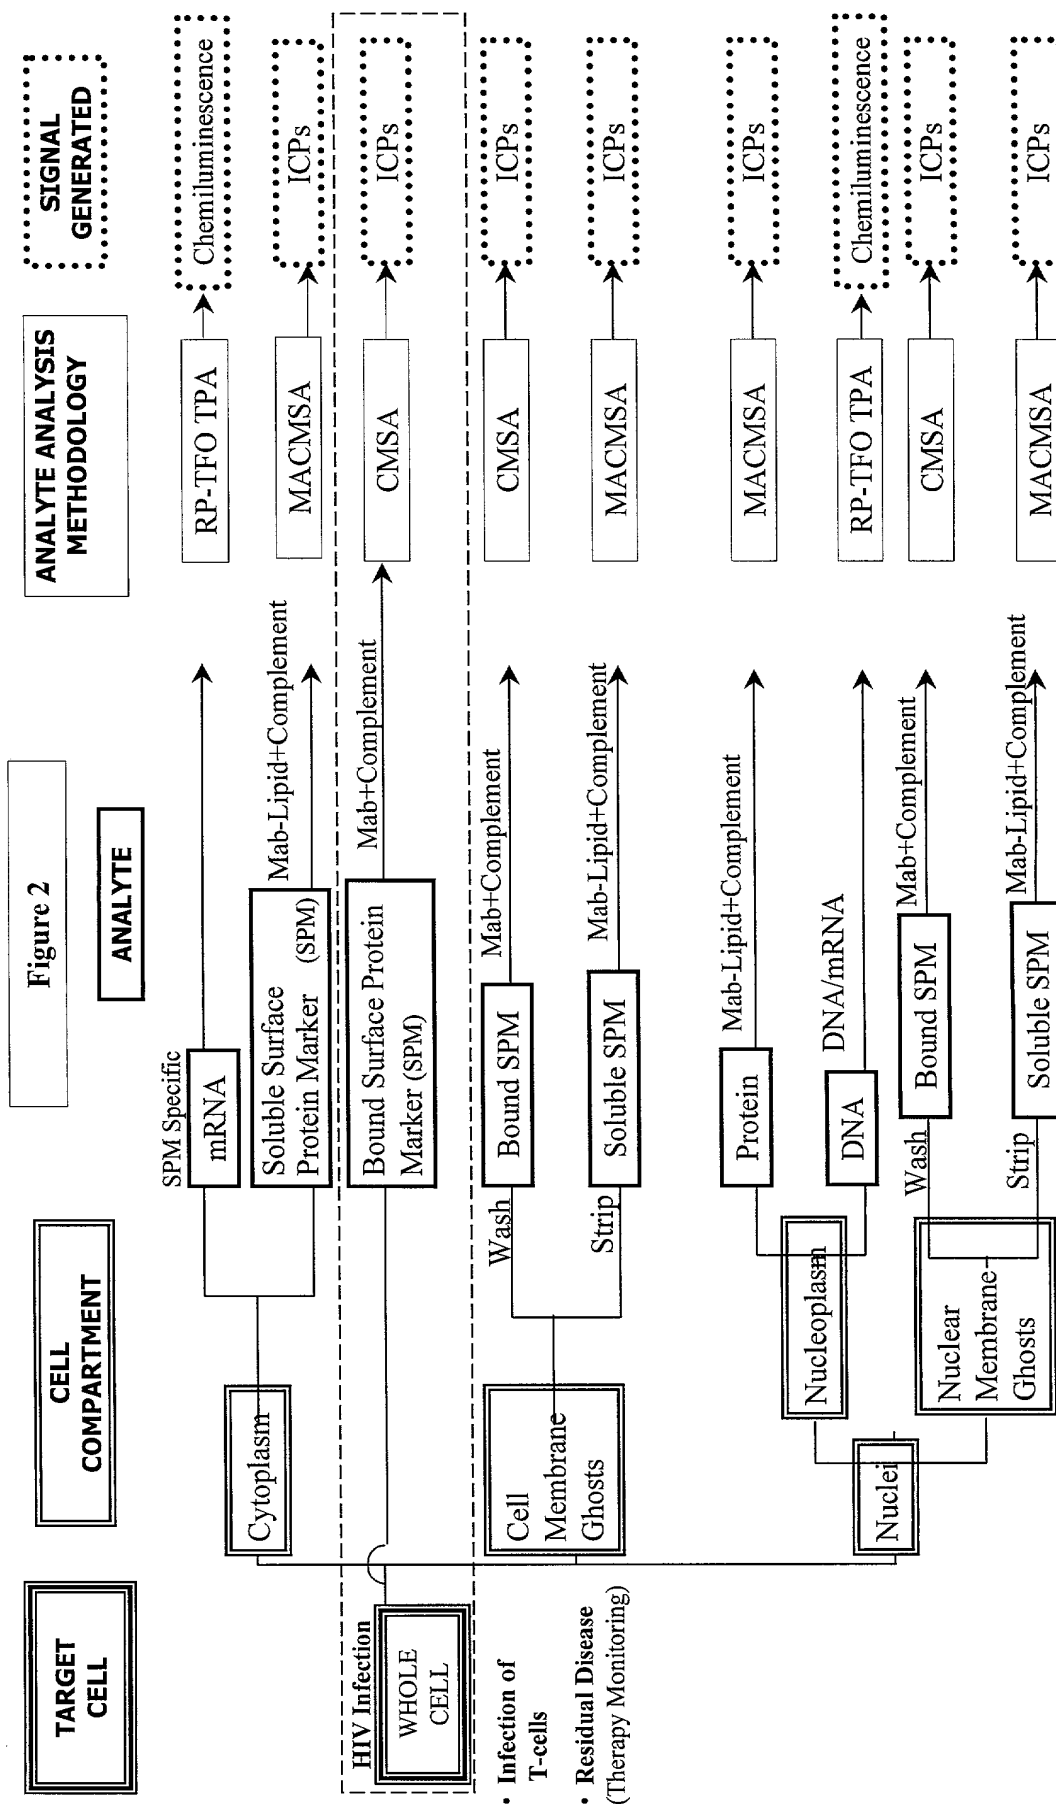 Figure 2
TARGET
CELL
CELL
COMPARTMENT
ANALYTE
ANALYTE ANALYSIS
METHODOLOGY
SIGNAL
GENERATED
SPM Specific
mRNA
RP-TFO TPA
Chemiluminescence
Cytoplasm
Soluble Surface
Protein Marker (SPM)
Mab-Lipid+Complement
MACMSA
ICPs
HIV Infection
WHOLE
CELL
Bound Surface Protein
Marker (SPM)
Mab+Complement
CMSA
ICPs
• Infection of
T-cells
• Residual Disease
(Therapy Monitoring)
Cell
Membrane
Ghosts
Wash
Bound SPM
Mab+Complement
CMSA
ICPs
Strip
Soluble SPM
Mab-Lipid+Complement
MACMSA
ICPs
Nuclei
Nucleoplasm
Protein
Mab-Lipid+Complement
MACMSA
ICPs
DNA
DNA/mRNA
RP-TFO TPA
Chemiluminescence
Nuclear
Membrane
Ghosts
Wash
Bound SPM
Mab+Complement
CMSA
ICPs
Strip
Soluble SPM
Mab-Lipid+Complement
MACMSA
ICPs